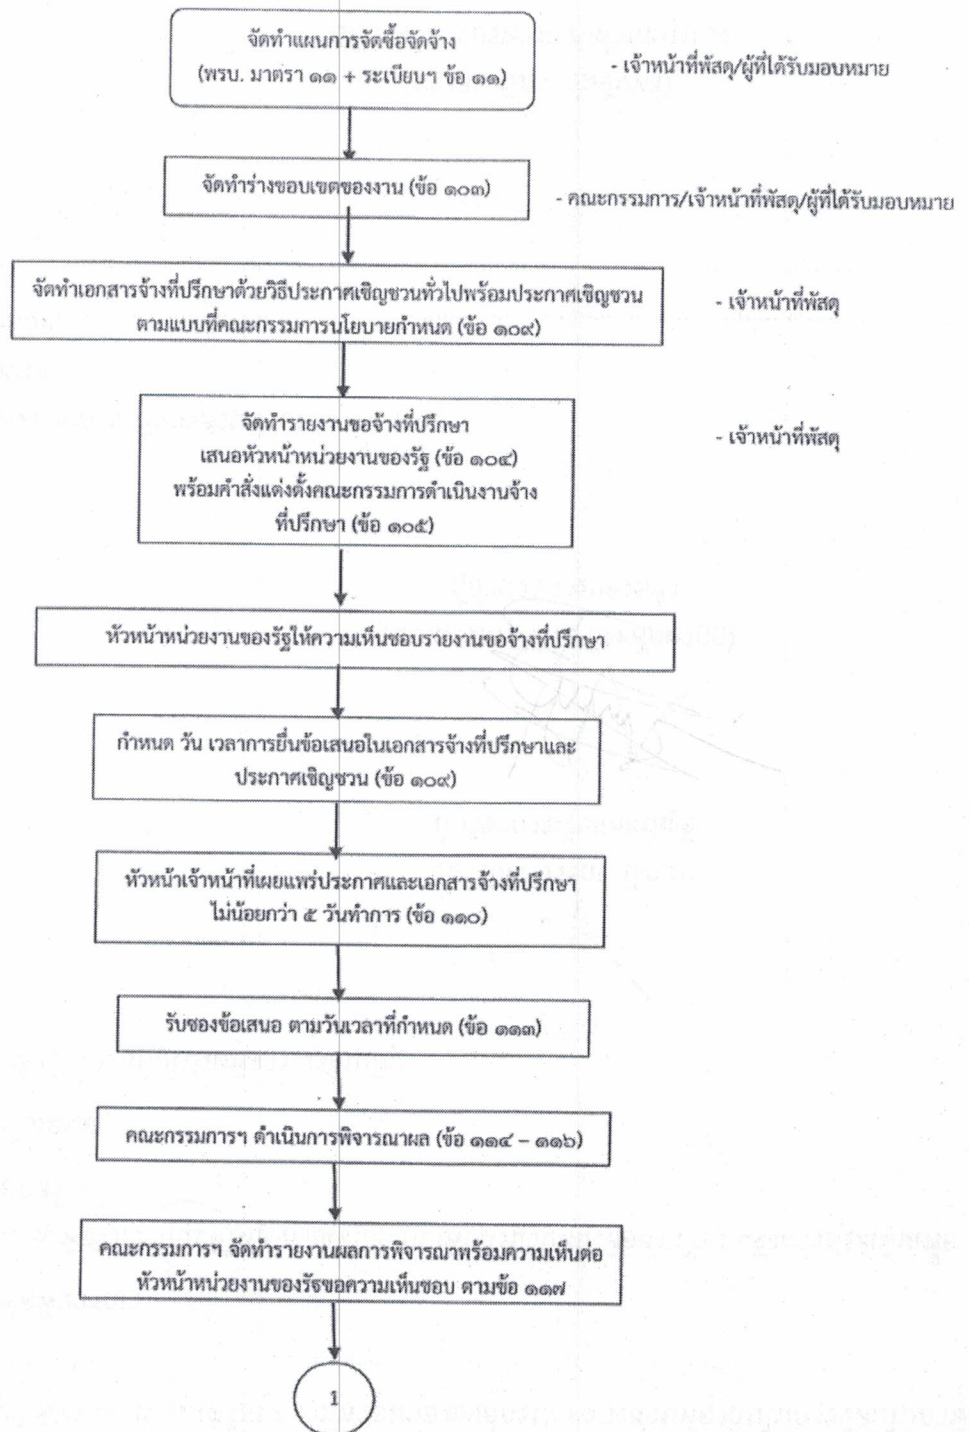 จัดทำแผนการจัดซื้อจัดจ้าง
(พรบ. มาตรา ๑๑ + ระเบียบฯ ข้อ ๑๑)
- เจ้าหน้าที่พัสดุ/ผู้ที่ได้รับมอบหมาย
จัดทำร่างขอบเขตของงาน (ข้อ ๑๐๓)
- คณะกรรมการ/เจ้าหน้าที่พัสดุ/ผู้ที่ได้รับมอบหมาย
จัดทำเอกสารจ้างที่ปรึกษาด้วยวิธีประกาศเชิญชวนทั่วไปพร้อมประกาศเชิญชวน
ตามแบบที่คณะกรรมการนโยบายกำหนด (ข้อ ๑๐๙)
- เจ้าหน้าที่พัสดุ
จัดทำรายงานขอจ้างที่ปรึกษา
เสนอหัวหน้าหน่วยงานของรัฐ (ข้อ ๑๐๔)
พร้อมคำสั่งแต่งตั้งคณะกรรมการดำเนินงานจ้าง
ที่ปรึกษา (ข้อ ๑๐๕)
- เจ้าหน้าที่พัสดุ
หัวหน้าหน่วยงานของรัฐให้ความเห็นชอบรายงานขอจ้างที่ปรึกษา
กำหนด วัน เวลาการยื่นข้อเสนอในเอกสารจ้างที่ปรึกษาและ
ประกาศเชิญชวน (ข้อ ๑๐๙)
หัวหน้าเจ้าหน้าที่เผยแพร่ประกาศและเอกสารจ้างที่ปรึกษา
ไม่น้อยกว่า ๕ วันทำการ (ข้อ ๑๑๐)
รับซองข้อเสนอ ตามวันเวลาที่กำหนด (ข้อ ๑๑๓)
คณะกรรมการฯ ดำเนินการพิจารณาผล (ข้อ ๑๑๔ – ๑๑๖)
คณะกรรมการฯ จัดทำรายงานผลการพิจารณาพร้อมความเห็นต่อ
หัวหน้าหน่วยงานของรัฐขอความเห็นชอบ ตามข้อ ๑๑๗
1